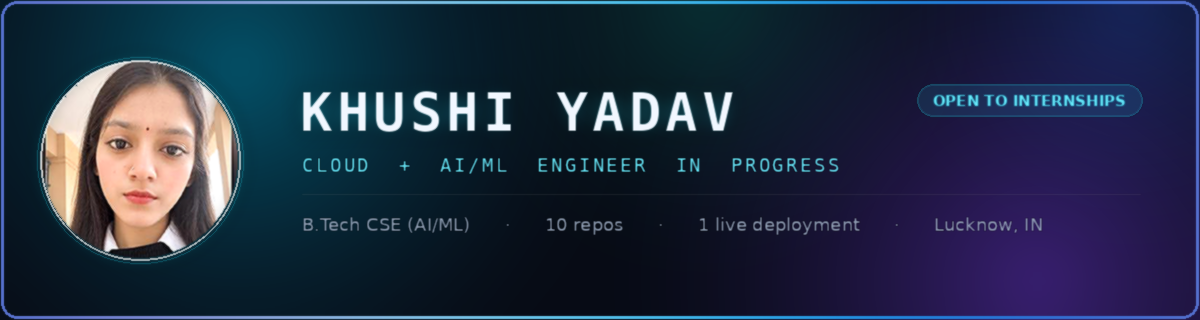 KHUSHI YADAV
OPEN TO INTERNSHIPS
CLOUD + AI/ML ENGINEER IN PROGRESS
B.Tech CSE (AI/ML) · 10 repos · 1 live deployment · Lucknow, IN